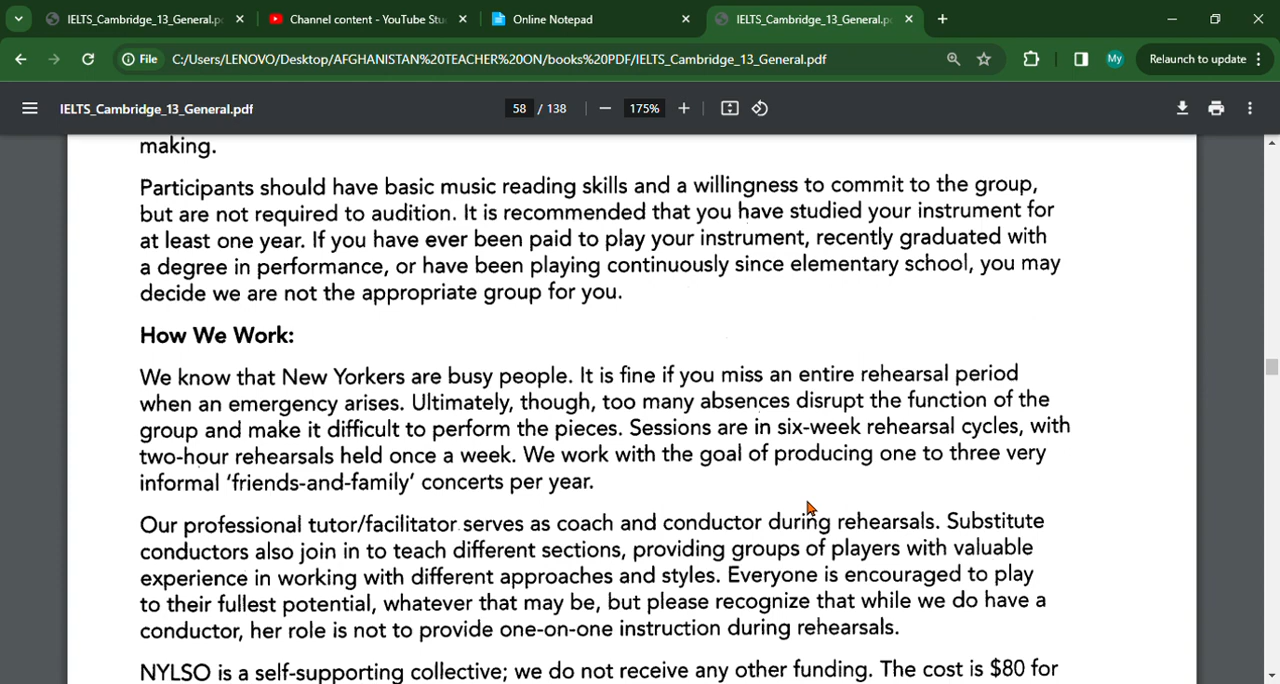 IELTS_Cambridge_13_General.p
Channel content - YouTube Stu
Online Notepad
IELTS_Cambridge_13_General.p
File
C:/Users/LENOVO/Desktop/AFGHANISTAN%20TEACHER%20ON/books%20PDF/IELTS_Cambridge_13_General.pdf
My
Relaunch to update
IELTS_Cambridge_13_General.pdf
58 / 138
175%
making.
Participants should have basic music reading skills and a willingness to commit to the group,
but are not required to audition. It is recommended that you have studied your instrument for
at least one year. If you have ever been paid to play your instrument, recently graduated with
a degree in performance, or have been playing continuously since elementary school, you may
decide we are not the appropriate group for you.
How We Work:
We know that New Yorkers are busy people. It is fine if you miss an entire rehearsal period
when an emergency arises. Ultimately, though, too many absences disrupt the function of the
group and make it difficult to perform the pieces. Sessions are in six-week rehearsal cycles, with
two-hour rehearsals held once a week. We work with the goal of producing one to three very
informal ‘friends-and-family’ concerts per year.
Our professional tutor/facilitator serves as coach and conductor during rehearsals. Substitute
conductors also join in to teach different sections, providing groups of players with valuable
experience in working with different approaches and styles. Everyone is encouraged to play
to their fullest potential, whatever that may be, but please recognize that while we do have a
conductor, her role is not to provide one-on-one instruction during rehearsals.
NYLSO is a self-supporting collective; we do not receive any other funding. The cost is $80 for